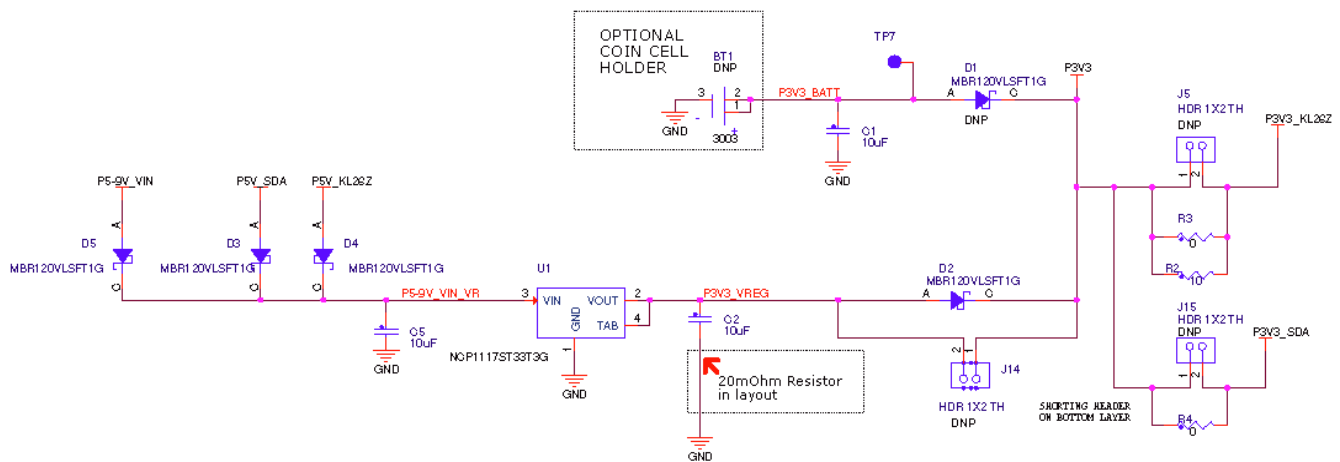 OPTIONAL
COIN CELL
HOLDER
BT1
DNP
3
2
1
-
+
3003
GND
P3V3_BATT
C1
10uF
GND
TP7
D1
MBR120VLSFT1G
A
C
DNP
P3V3
J5
HDR 1X2 TH
DNP
1
2
P3V3_KL26Z
R3
0
R2
10
P5-9V_VIN
P5V_SDA
P5V_KL26Z
A
A
A
D5
MBR120VLSFT1G
D3
MBR120VLSFT1G
D4
MBR120VLSFT1G
C
C
C
P5-9V_VIN_VR
C5
10uF
GND
U1
3
VIN
VOUT
2
GND
TAB
4
1
NCP1117ST33T3G
GND
P3V3_VREG
C2
10uF
20mOhm Resistor
in layout
GND
D2
MBR120VLSFT1G
A
C
2
1
J14
HDR 1X2 TH
DNP
SHORTING HEADER
ON BOTTOM LAYER
J15
HDR 1X2 TH
DNP
1
2
P3V3_SDA
R4
0